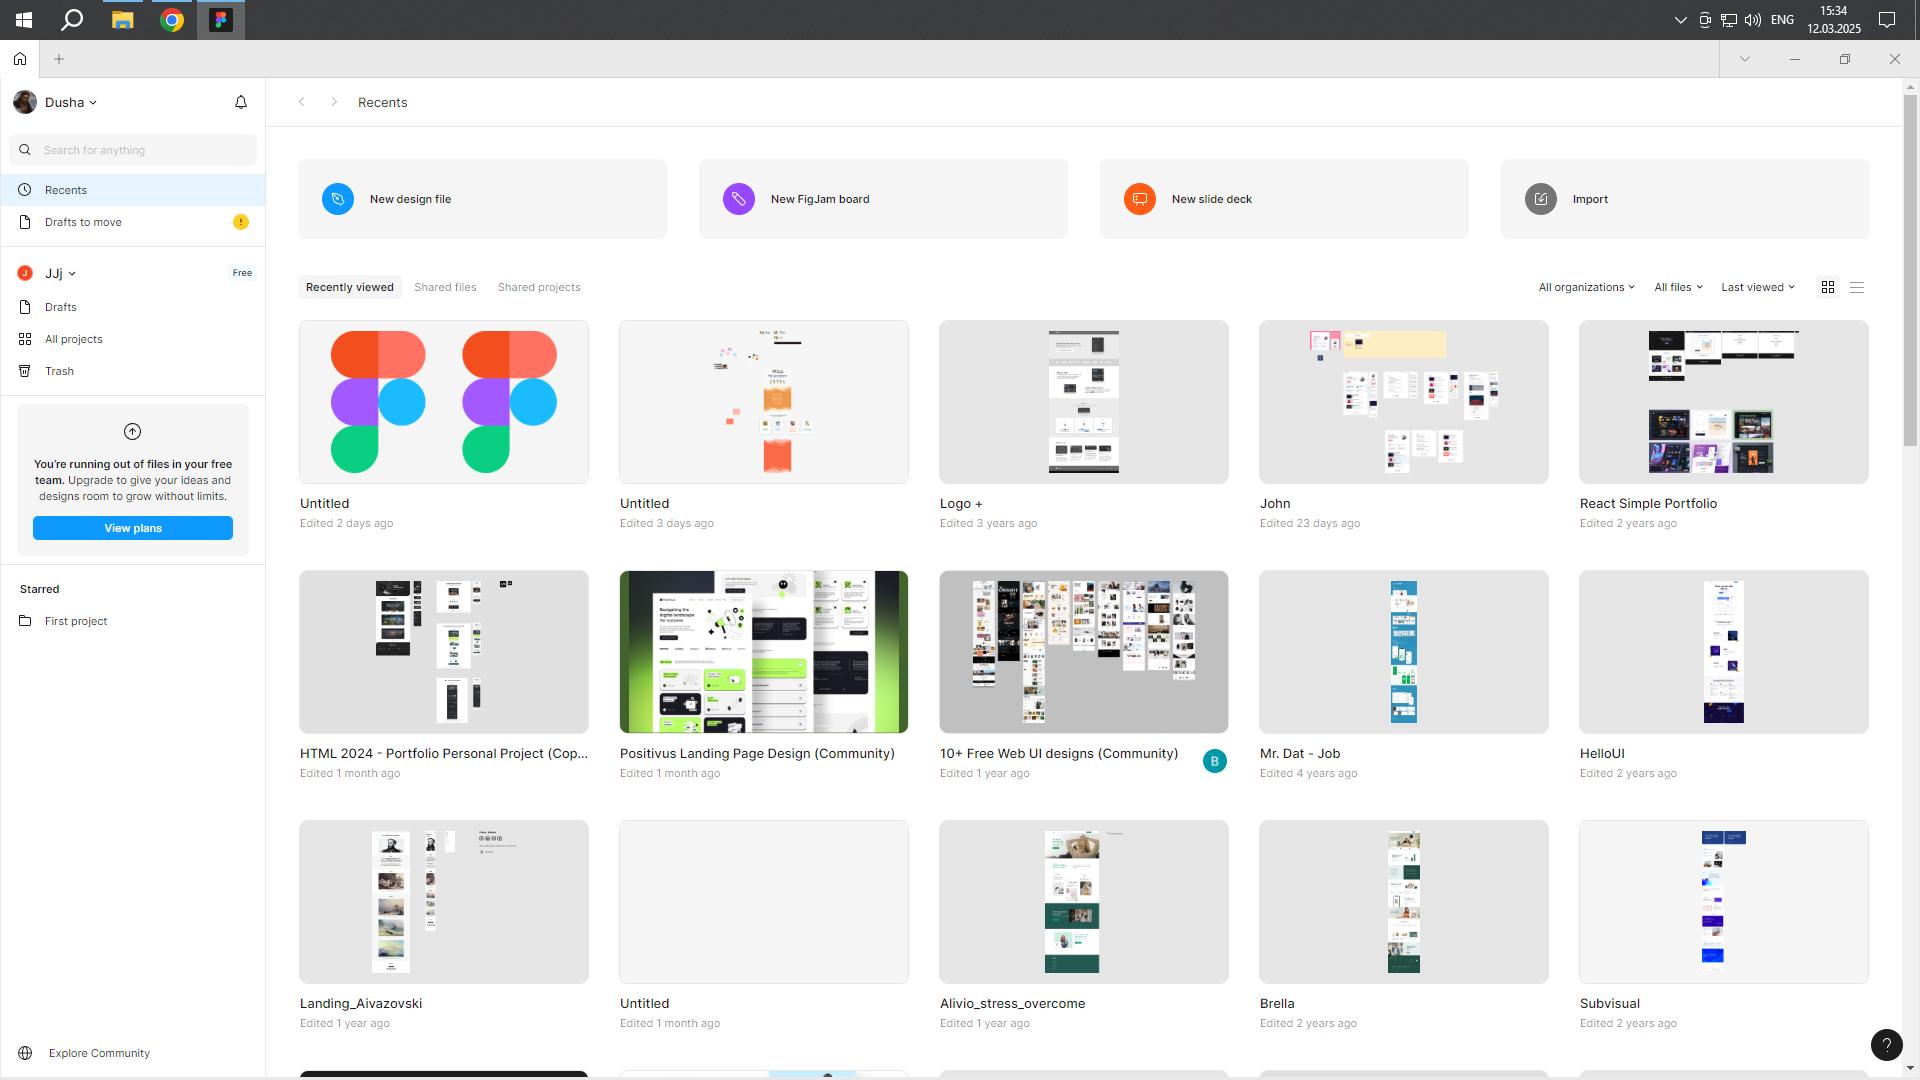 15:34
ENG
12.03.2025
Dusha
Recents
Search for anything
Recents
Drafts to move
New design file
New FigJam board
New slide deck
Import
JJj
Free
Drafts
All projects
Trash
You're running out of files in your free
team. Upgrade to give your ideas and
designs room to grow without limits.
View plans
Starred
First project
Explore Community
Recently viewed
Shared files
Shared projects
All organizations
All files
Last viewed
Untitled
Edited 2 days ago
Untitled
Edited 3 days ago
Logo +
Edited 3 years ago
John
Edited 23 days ago
React Simple Portfolio
Edited 2 years ago
Navigating the
digital landscape
for success
HTML 2024 - Portfolio Personal Project (Cop...
Edited 1 month ago
Positivus Landing Page Design (Community)
Edited 1 month ago
10+ Free Web UI designs (Community)
Edited 1 year ago
B
Mr. Dat - Job
Edited 4 years ago
HelloUI
Edited 2 years ago
Landing_Aivazovski
Edited 1 year ago
Untitled
Edited 1 month ago
Alivio_stress_overcome
Edited 1 year ago
Brella
Edited 2 years ago
Subvisual
Edited 2 years ago
?